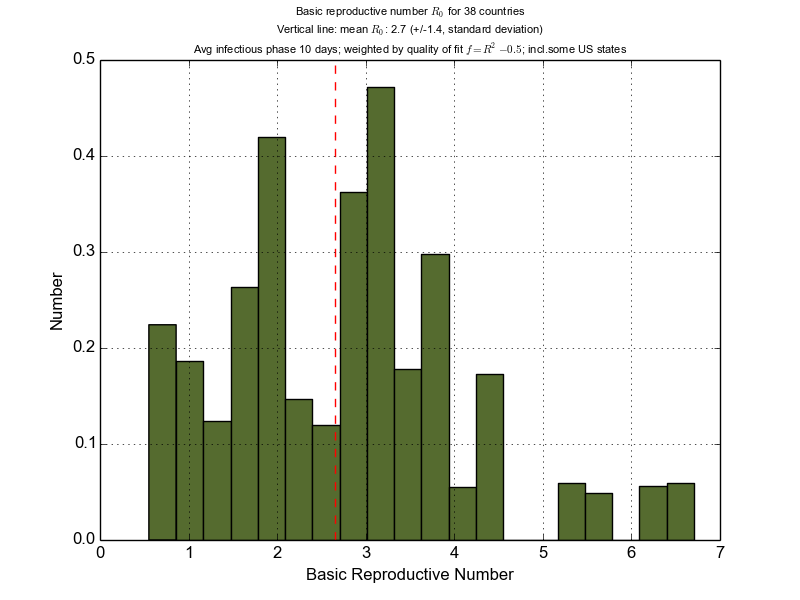 Basic reproductive number R₀ for 38 countries
Vertical line: mean R₀: 2.7 (+/-1.4, standard deviation)
Avg infectious phase 10 days; weighted by quality of fit f=R² −0.5; incl.some US states
0.5
0.4
0.3
0.2
0.1
0.0
Number
0 1 2 3 4 5 6 7
Basic Reproductive Number